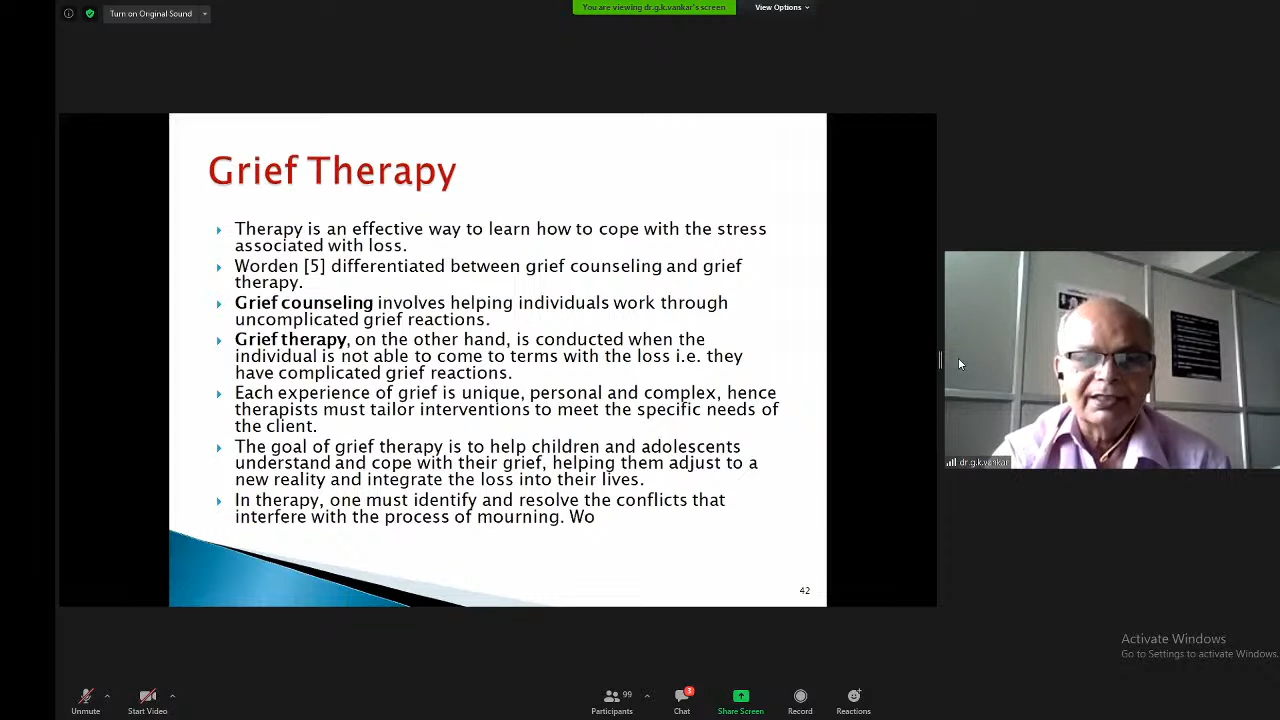 Turn on Original Sound
You are viewing dr.g.k.vankar's screen
View Options
Grief Therapy
Therapy is an effective way to learn how to cope with the stress
associated with loss.
Worden [5] differentiated between grief counseling and grief
therapy.
Grief counseling involves helping individuals work through
uncomplicated grief reactions.
Grief therapy, on the other hand, is conducted when the
individual is not able to come to terms with the loss i.e. they
have complicated grief reactions.
Each experience of grief is unique, personal and complex, hence
therapists must tailor interventions to meet the specific needs of
the client.
The goal of grief therapy is to help children and adolescents
understand and cope with their grief, helping them adjust to a
new reality and integrate the loss into their lives.
In therapy, one must identify and resolve the conflicts that
interfere with the process of mourning. Wo
42
dr.g.k.vankar
Activate Windows
Go to Settings to activate Windows.
Unmute
Start Video
99
Participants
3
Chat
Share Screen
Record
Reactions